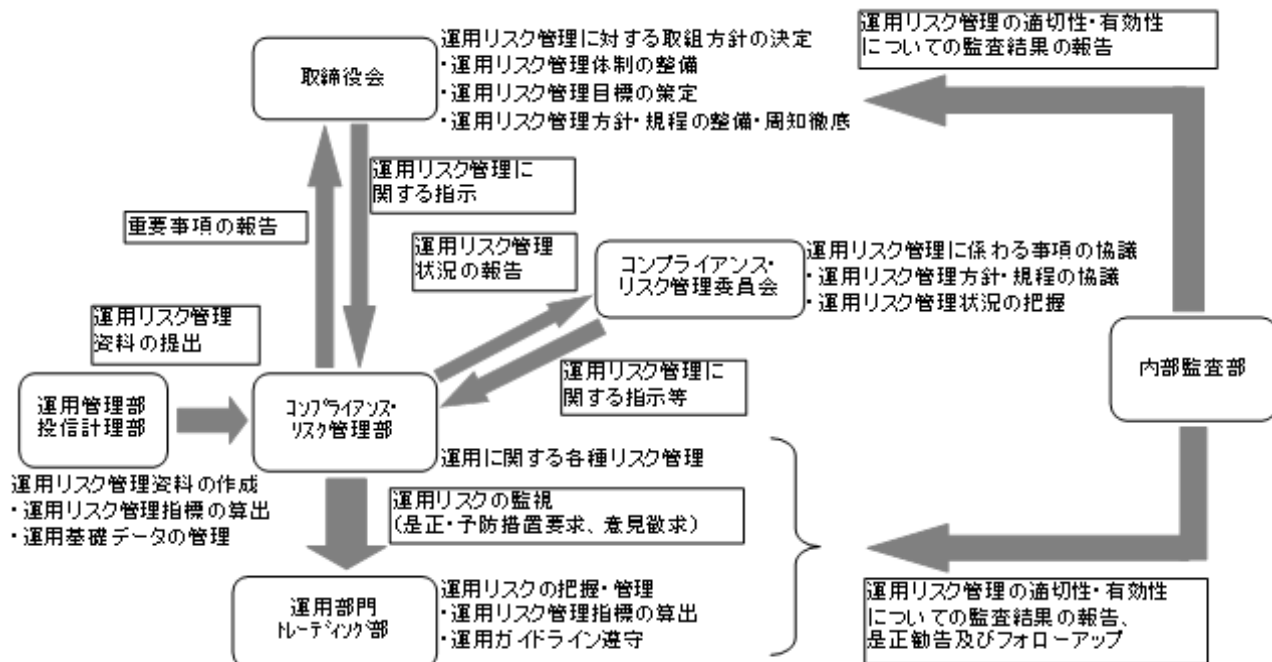 取締役会
運用リスク管理に対する取組方針の決定
・運用リスク管理体制の整備
・運用リスク管理目標の策定
・運用リスク管理方針・規程の整備・周知徹底
運用リスク管理の適切性・有効性
についての監査結果の報告
運用リスク管理に
関する指示
重要事項の報告
運用リスク管理
状況の報告
コンプライアンス・
リスク管理委員会
運用リスク管理に係わる事項の協議
・運用リスク管理方針・規程の協議
・運用リスク管理状況の把握
運用リスク管理
資料の提出
運用リスク管理に
関する指示等
内部監査部
運用管理部
投信計理部
コンプライアンス・
リスク管理部
運用に関する各種リスク管理
運用リスク管理資料の作成
・運用リスク管理指標の算出
・運用基礎データの管理
運用リスクの監視
(是正・予防措置要求、意見徴求)
運用部門
トレーディング部
運用リスクの把握・管理
・運用リスク管理指標の算出
・運用ガイドライン遵守
運用リスク管理の適切性・有効性
についての監査結果の報告、
是正勧告及びフォローアップ